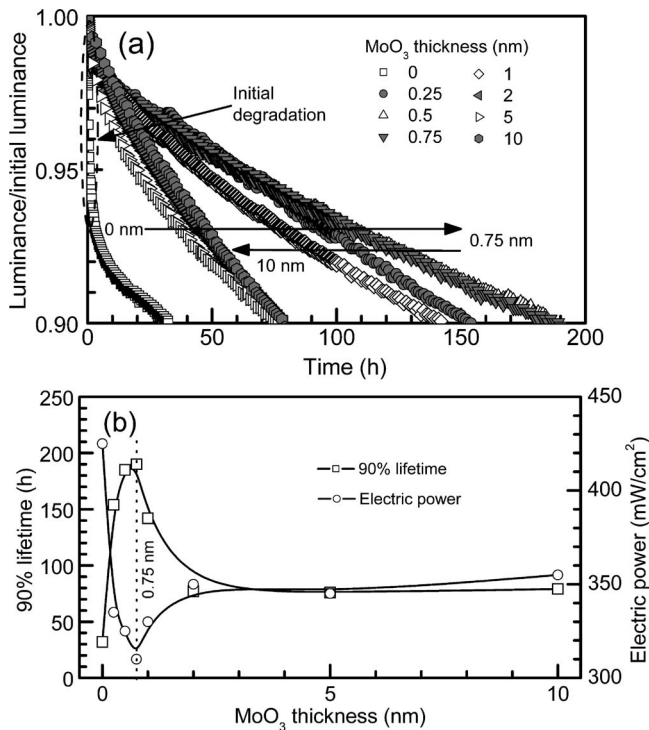 (a)
MoO3 thickness (nm)
0 1
0.25 2
0.5 5
0.75 10
Initial
degradation
0 nm
0.75 nm
10 nm
Luminance/initial luminance
1.00
0.95
0.90
0 50 100 150 200
Time (h)
(b)
90% lifetime
Electric power
0.75 nm
90% lifetime (h)
250
200
150
100
50
0
Electric power (mW/cm2)
450
400
350
300
0 5 10
MoO3 thickness (nm)